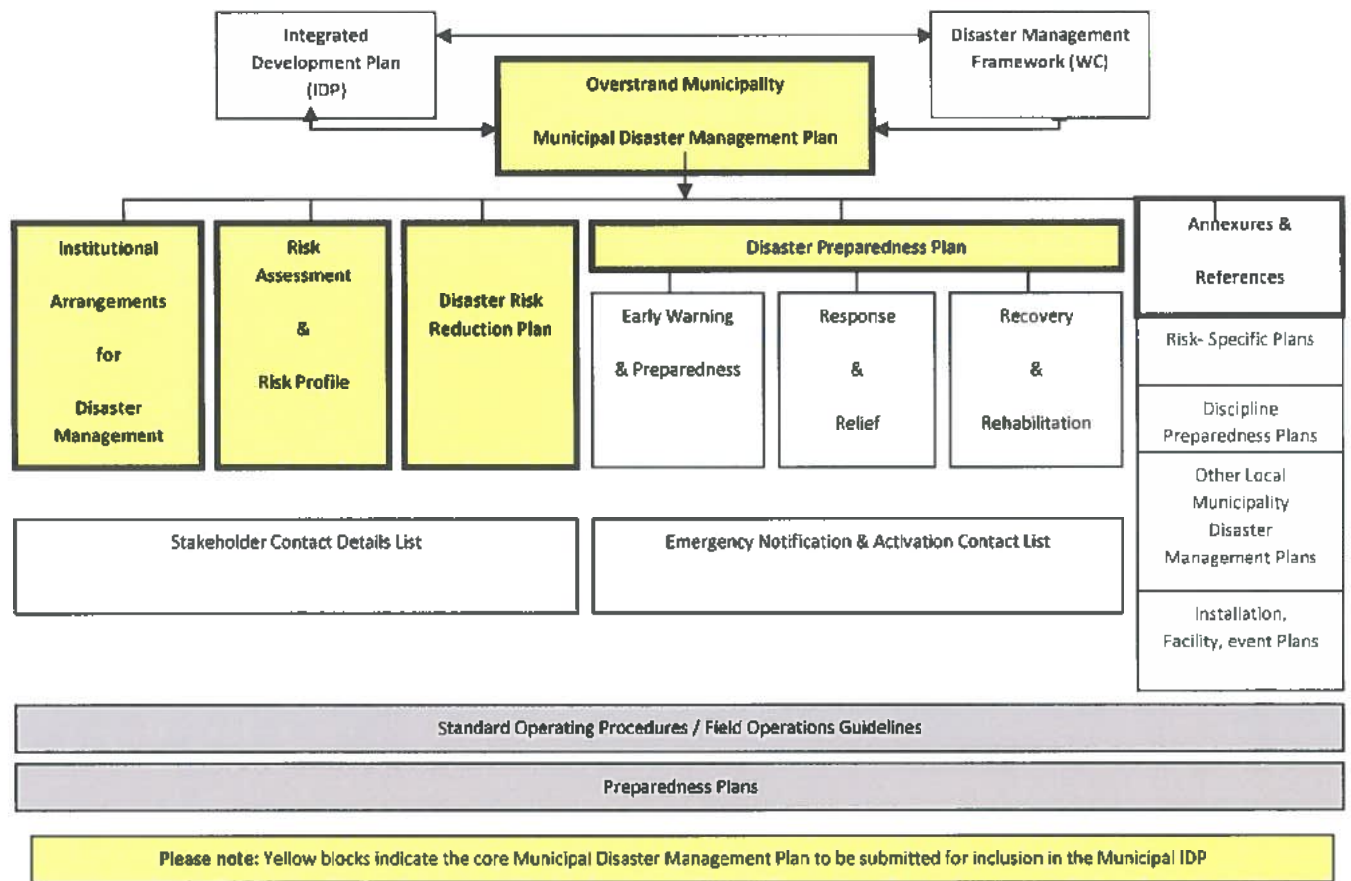 Integrated
Development Plan
(IDP)
Disaster Management
Framework (WC)
Overstrand Municipality
Municipal Disaster Management Plan
Institutional
Arrangements
for
Disaster
Management
Risk
Assessment
&
Risk Profile
Disaster Risk
Reduction Plan
Disaster Preparedness Plan
Early Warning
& Preparedness
Response
&
Relief
Recovery
&
Rehabilitation
Annexures &
References
Risk- Specific Plans
Discipline
Preparedness Plans
Other Local
Municipality
Disaster
Management Plans
Installation,
Facility, event Plans
Stakeholder Contact Details List
Emergency Notification & Activation Contact List
Standard Operating Procedures / Field Operations Guidelines
Preparedness Plans
Please note: Yellow blocks indicate the core Municipal Disaster Management Plan to be submitted for inclusion in the Municipal IDP